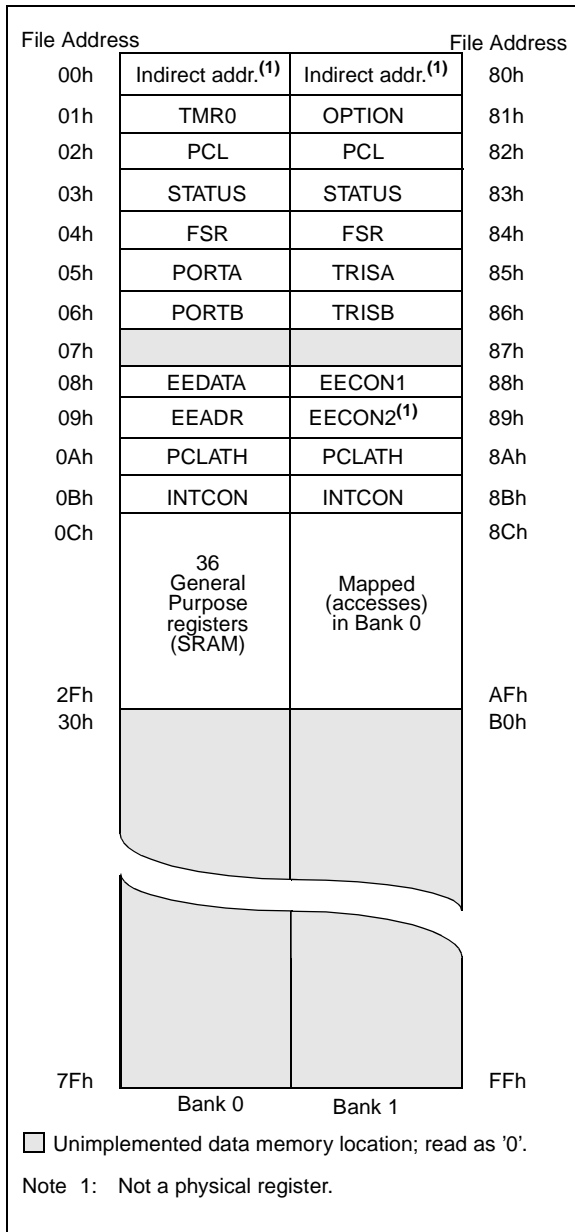 File Address File Address
00h Indirect addr.(1) Indirect addr.(1) 80h
01h TMR0 OPTION 81h
02h PCL PCL 82h
03h STATUS STATUS 83h
04h FSR FSR 84h
05h PORTA TRISA 85h
06h PORTB TRISB 86h
07h 87h
08h EEDATA EECON1 88h
09h EEADR EECON2(1) 89h
0Ah PCLATH PCLATH 8Ah
0Bh INTCON INTCON 8Bh
0Ch 8Ch
36
General
Purpose
registers
(SRAM)
Mapped
(accesses)
in Bank 0
2Fh AFh
30h B0h
7Fh FFh
Bank 0 Bank 1
Unimplemented data memory location; read as '0'.
Note 1: Not a physical register.